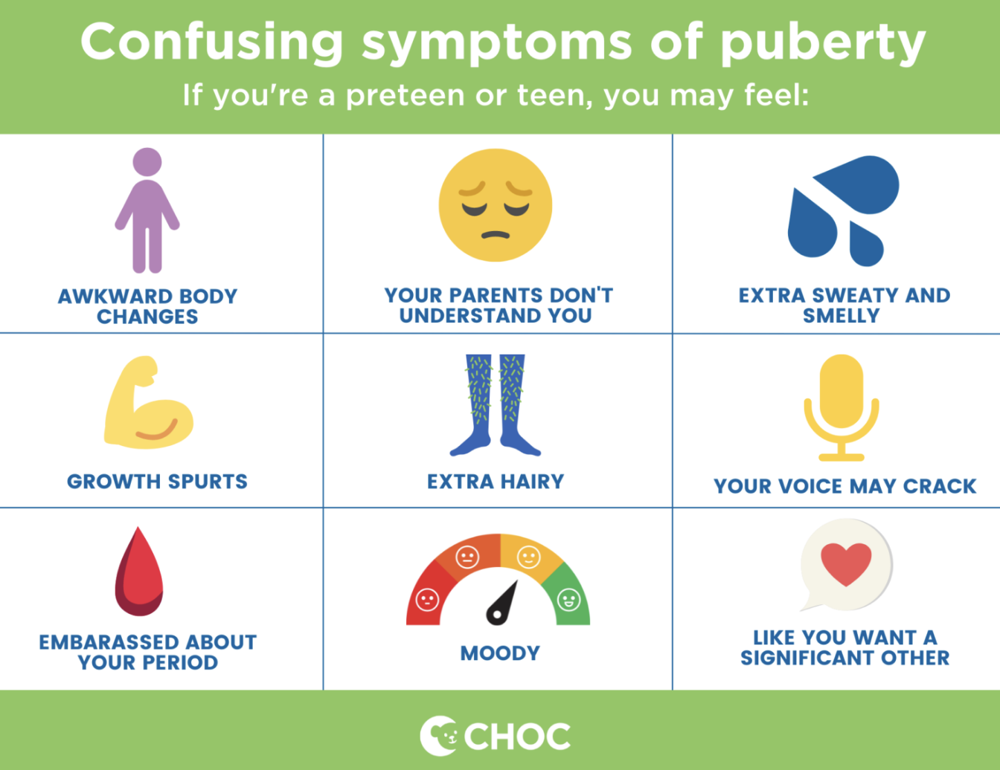 Confusing symptoms of puberty
If you're a preteen or teen, you may feel:
AWKWARD BODY
CHANGES
YOUR PARENTS DON'T
UNDERSTAND YOU
EXTRA SWEATY AND
SMELLY
GROWTH SPURTS
EXTRA HAIRY
YOUR VOICE MAY CRACK
EMBARASSED ABOUT
YOUR PERIOD
MOODY
LIKE YOU WANT A
SIGNIFICANT OTHER
CHOC